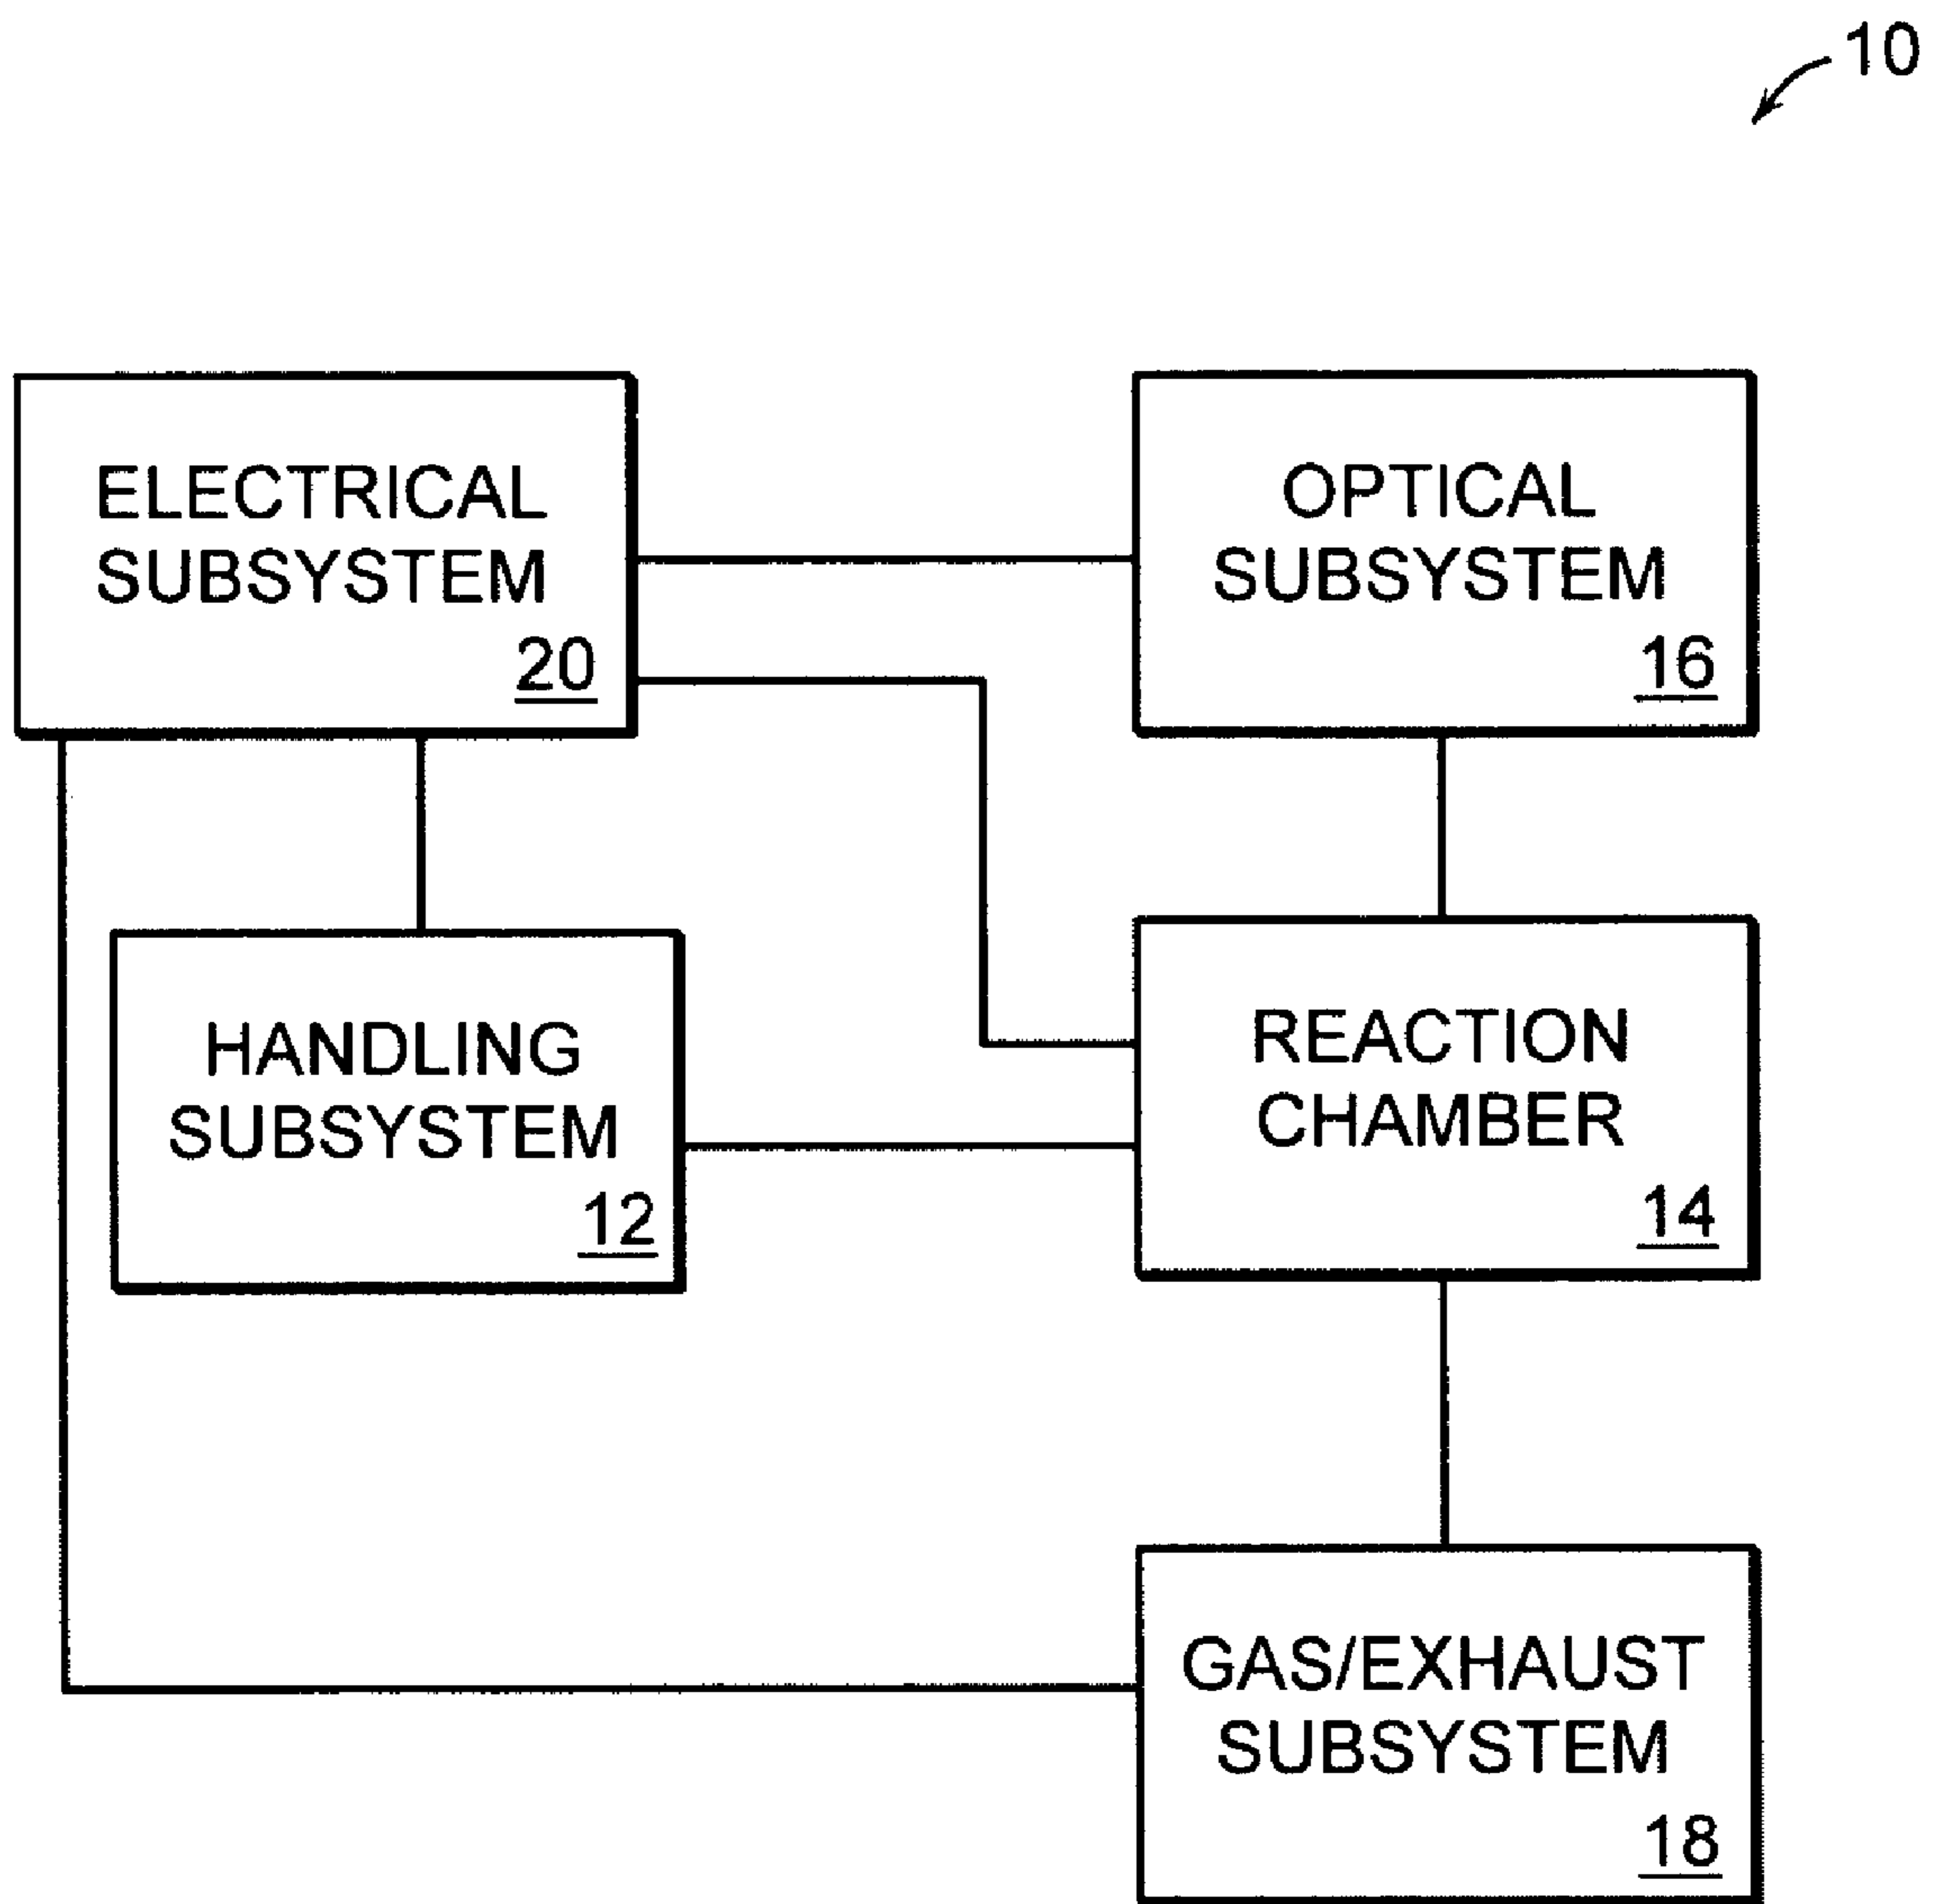 10
ELECTRICAL
SUBSYSTEM
20
OPTICAL
SUBSYSTEM
16
HANDLING
SUBSYSTEM
12
REACTION
CHAMBER
14
GAS/EXHAUST
SUBSYSTEM
18